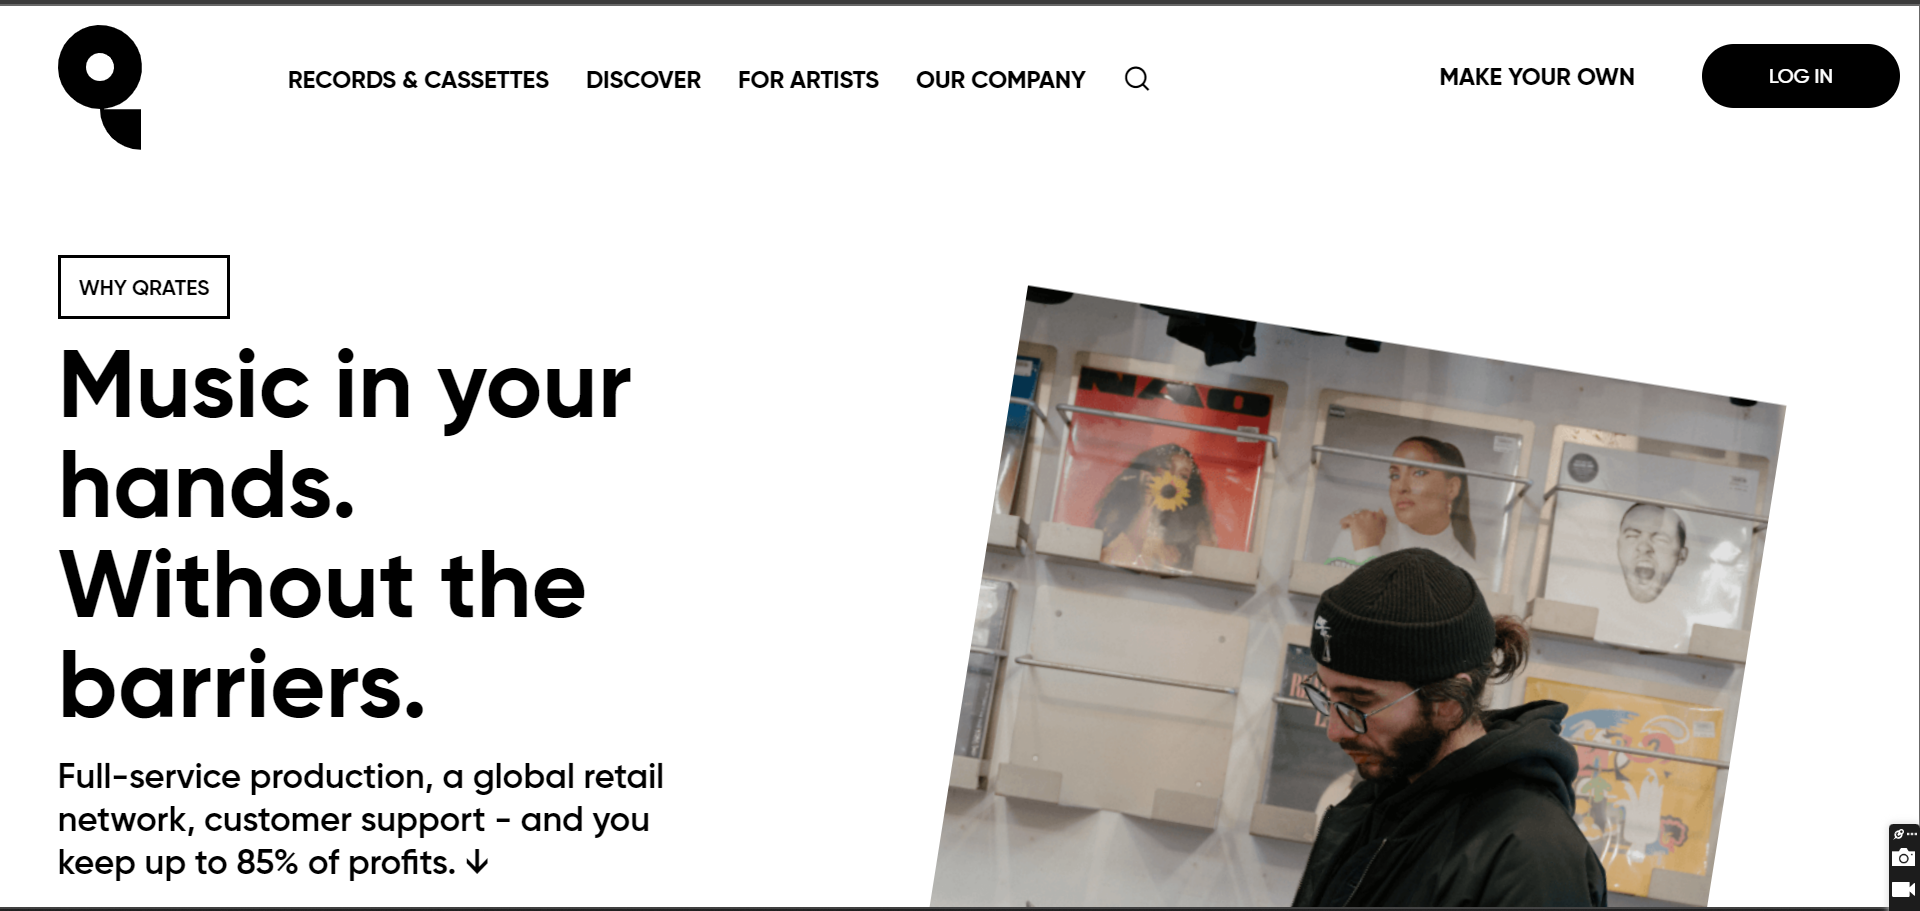 RECORDS & CASSETTES DISCOVER FOR ARTISTS OUR COMPANY MAKE YOUR OWN LOG IN
WHY QRATES
Music in your
hands.
Without the
barriers.
Full-service production, a global retail
network, customer support - and you
keep up to 85% of profits. ↓
NAO